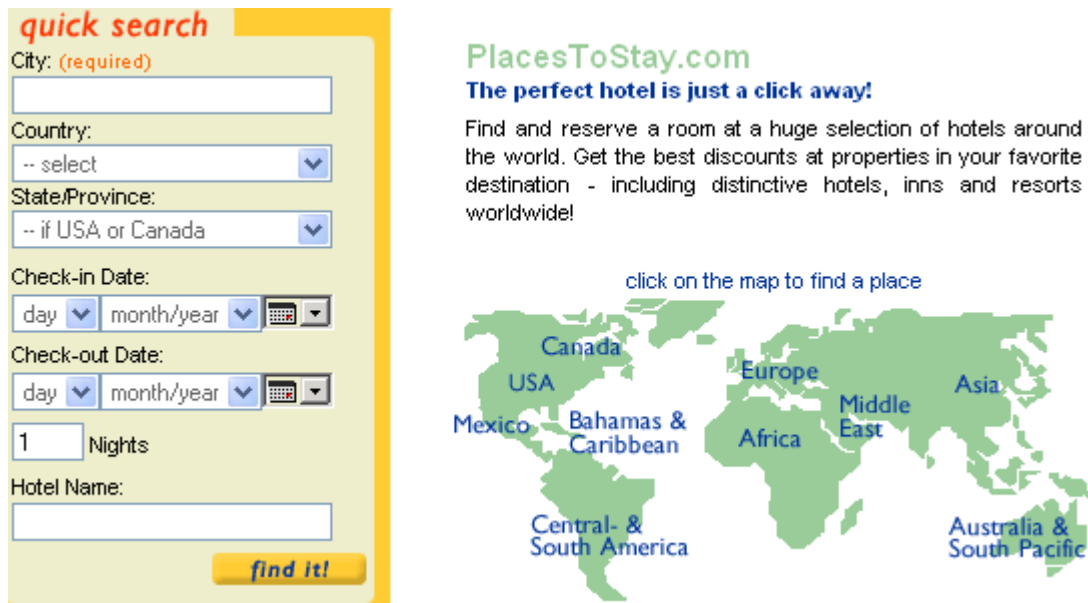 quick search
City: (required)
Country:
-- select
State/Province:
-- if USA or Canada
Check-in Date:
day month/year
Check-out Date:
day month/year
1 Nights
Hotel Name:
find it!
PlacesToStay.com
The perfect hotel is just a click away!
Find and reserve a room at a huge selection of hotels around
the world. Get the best discounts at properties in your favorite
destination - including distinctive hotels, inns and resorts
worldwide!
click on the map to find a place
Canada
USA
Mexico
Bahamas &
Caribbean
Central- &
South America
Europe
Africa
Middle
East
Asia
Australia &
South Pacific